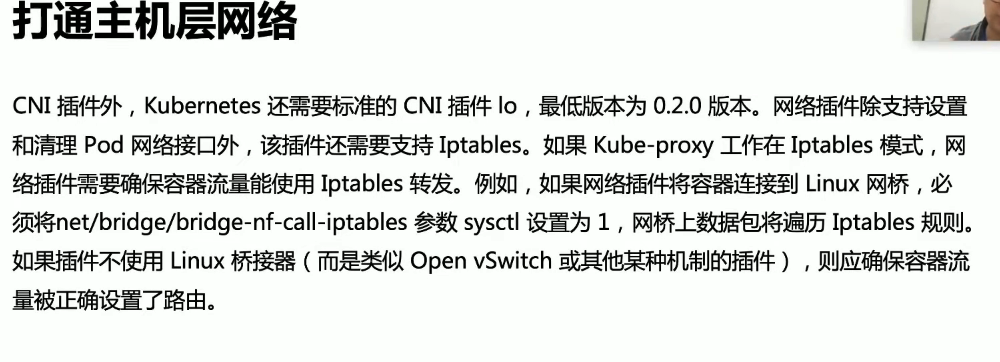 打通主机层网络
CNI 插件外，Kubernetes 还需要标准的 CNI 插件 lo，最低版本为 0.2.0 版本。网络插件除支持设置
和清理 Pod 网络接口外，该插件还需要支持 Iptables。如果 Kube-proxy 工作在 Iptables 模式，网
络插件需要确保容器流量能使用 Iptables 转发。例如，如果网络插件将容器连接到 Linux 网桥，必
须将net/bridge/bridge-nf-call-iptables 参数 sysctl 设置为 1，网桥上数据包将遍历 Iptables 规则。
如果插件不使用 Linux 桥接器（而是类似 Open vSwitch 或其他某种机制的插件），则应确保容器流
量被正确设置了路由。